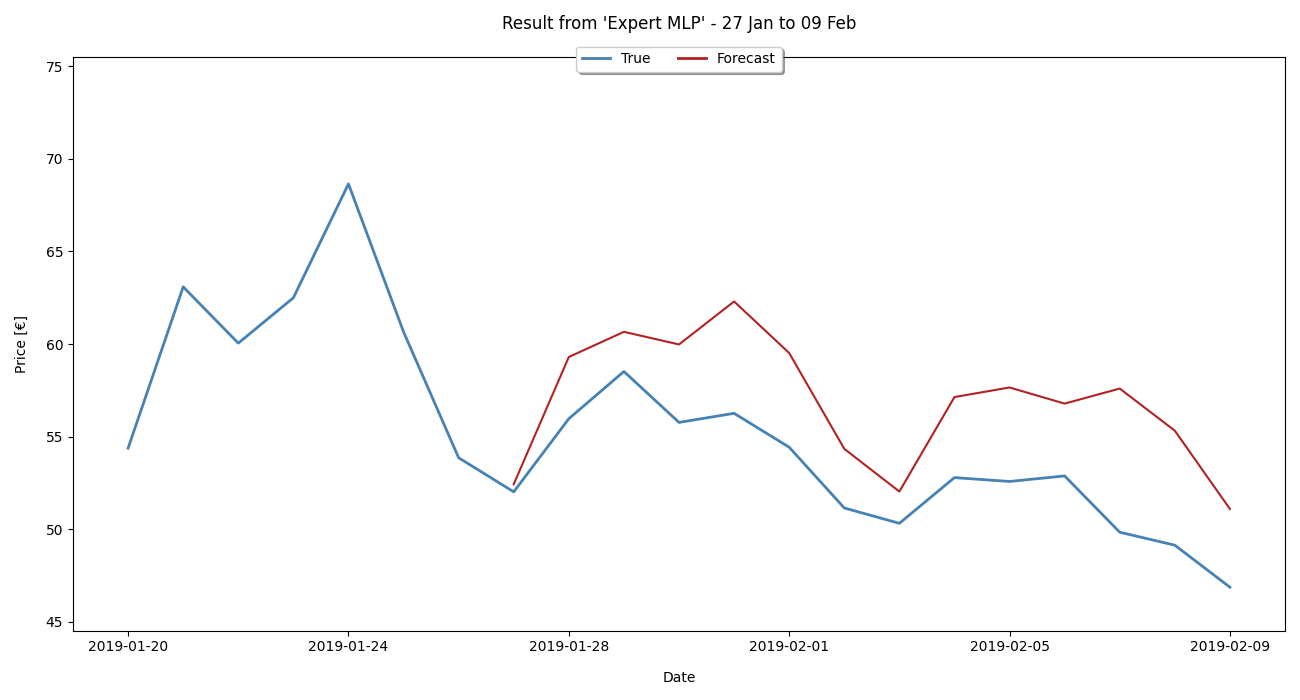 Result from 'Expert MLP' - 27 Jan to 09 Feb
True
Forecast
75
70
65
60
55
50
45
Price [€]
2019-01-20
2019-01-24
2019-01-28
2019-02-01
2019-02-05
2019-02-09
Date